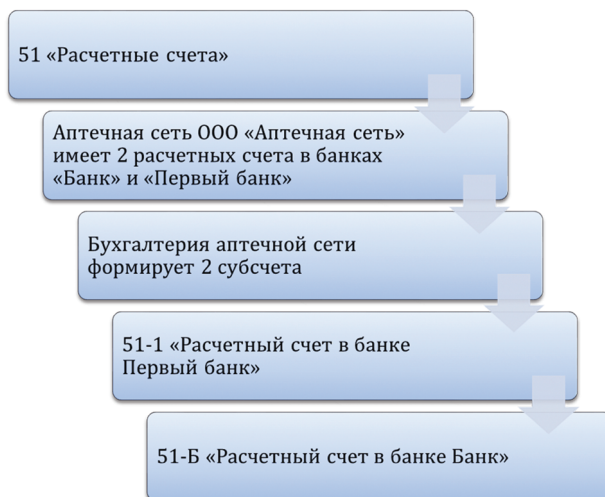 51 «Расчетные счета»
Аптечная сеть ООО «Аптечная сеть»
имеет 2 расчетных счета в банках
«Банк» и «Первый банк»
Бухгалтерия аптечной сети
формирует 2 субсчета
51-1 «Расчетный счет в банке
Первый банк»
51-Б «Расчетный счет в банке Банк»